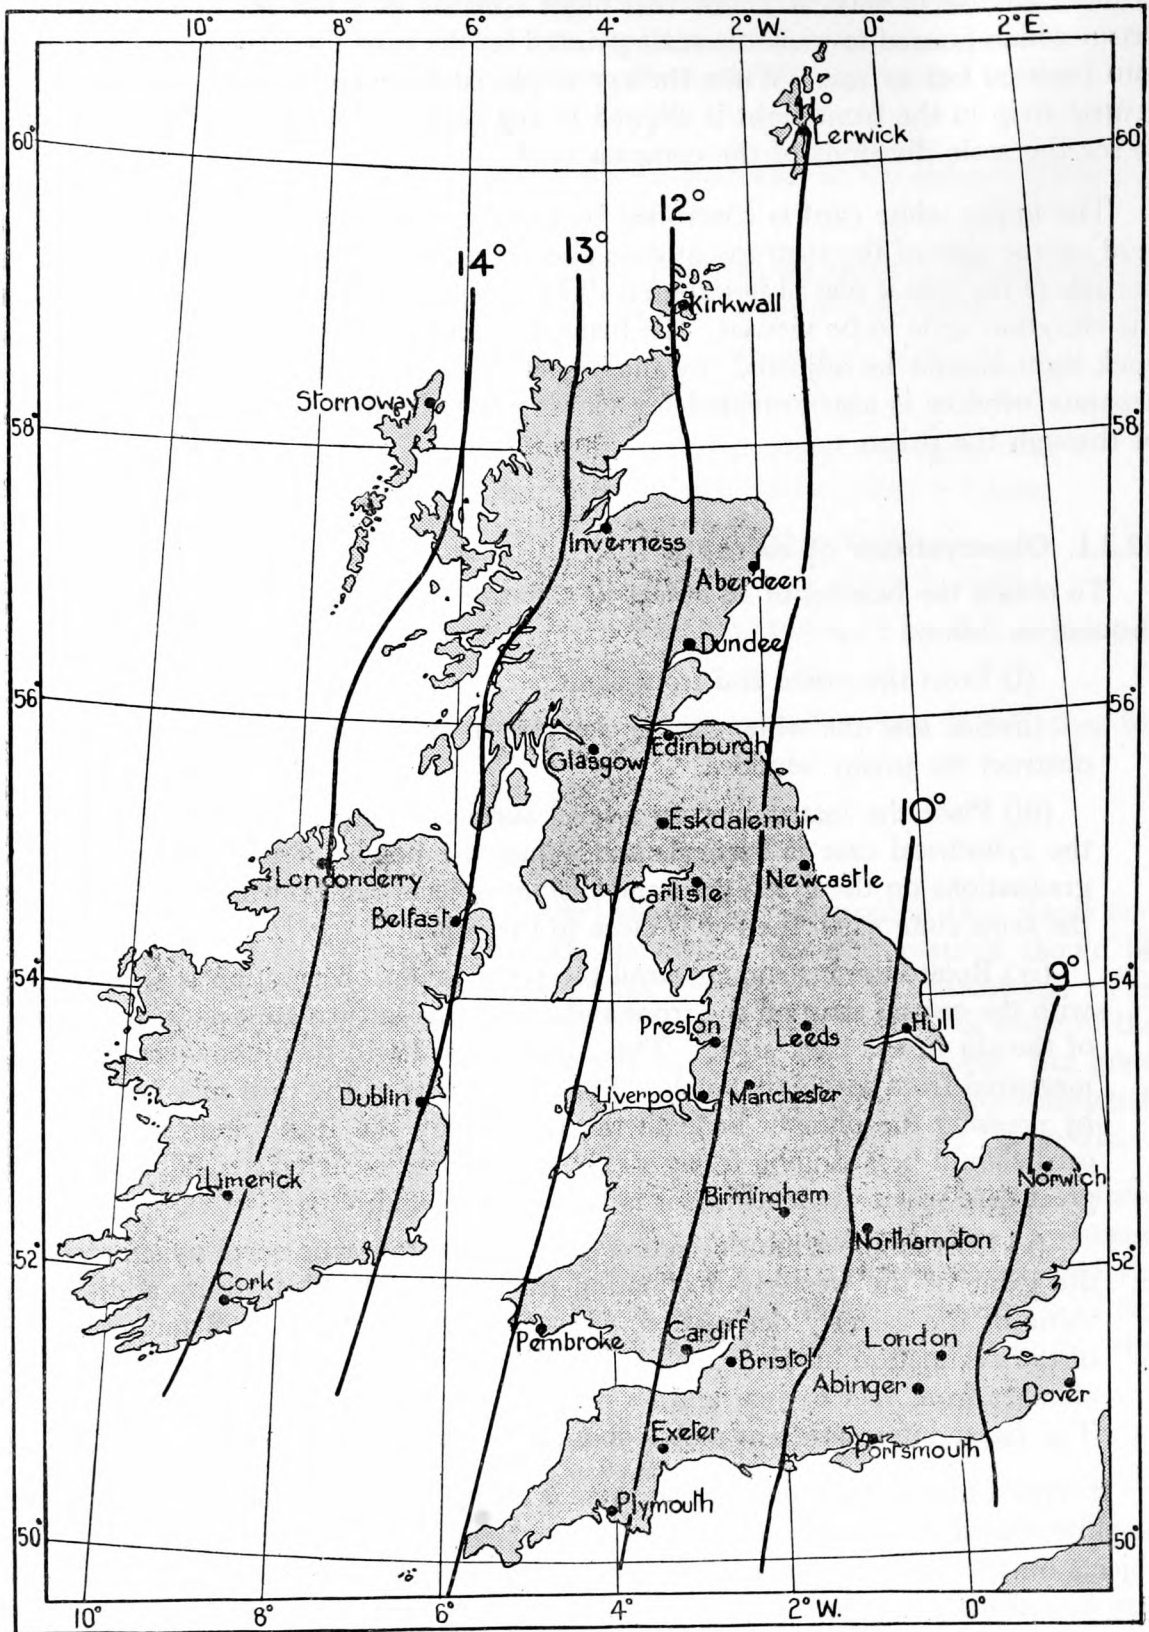 10° 8° 6° 4° 2° W. 0° 2° E.
60° Lerwick 60°
12°
14° 13°
Kirkwall
Stornoway
58° 58°
Inverness
Aberdeen
Dundee
56° 56°
Glasgow Edinburgh
10°
Eskdalemuir
Londonderry Carlisle Newcastle
Belfast
54° 54°
9°
Preston Leeds Hull
Dublin Liverpool Manchester
Limerick Birmingham Norwich
Northampton
52° 52°
Cork
Pembroke Cardiff London
Bristol
Abinger Dover
Exeter Portsmouth
Plymouth
50° 50°
10° 8° 6° 4° 2° W. 0°